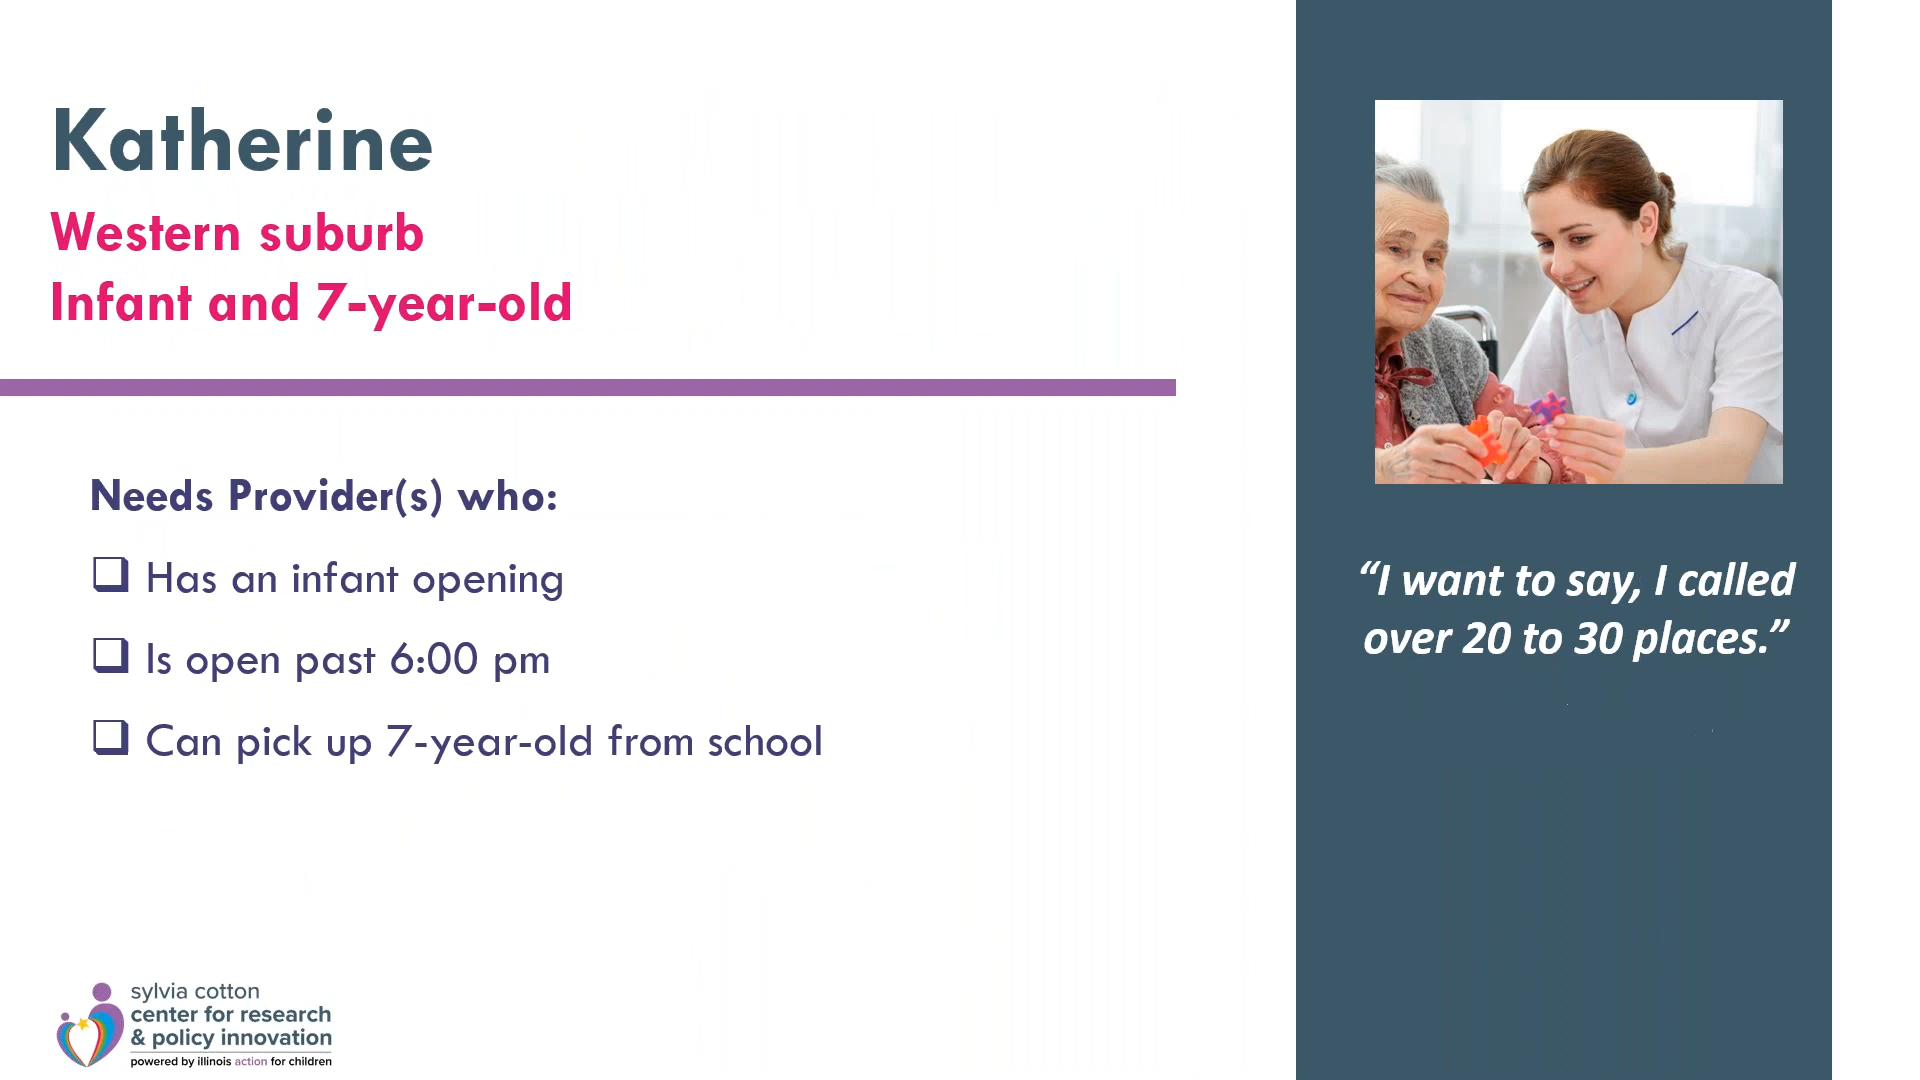 Katherine
Western suburb
Infant and 7-year-old
Needs Provider(s) who:
Has an infant opening
Is open past 6:00 pm
Can pick up 7-year-old from school
“I want to say, I called
over 20 to 30 places.”
sylvia cotton
center for research
& policy innovation
powered by illinois action for children